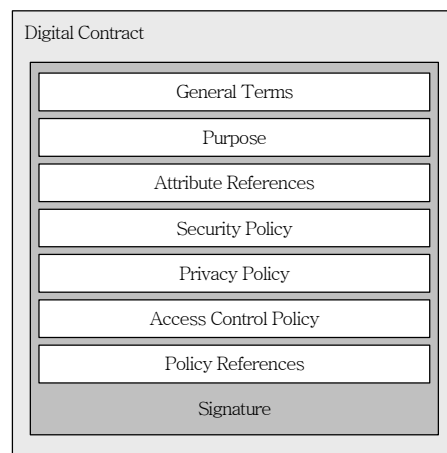 Digital Contract
General Terms
Purpose
Attribute References
Security Policy
Privacy Policy
Access Control Policy
Policy References
Signature